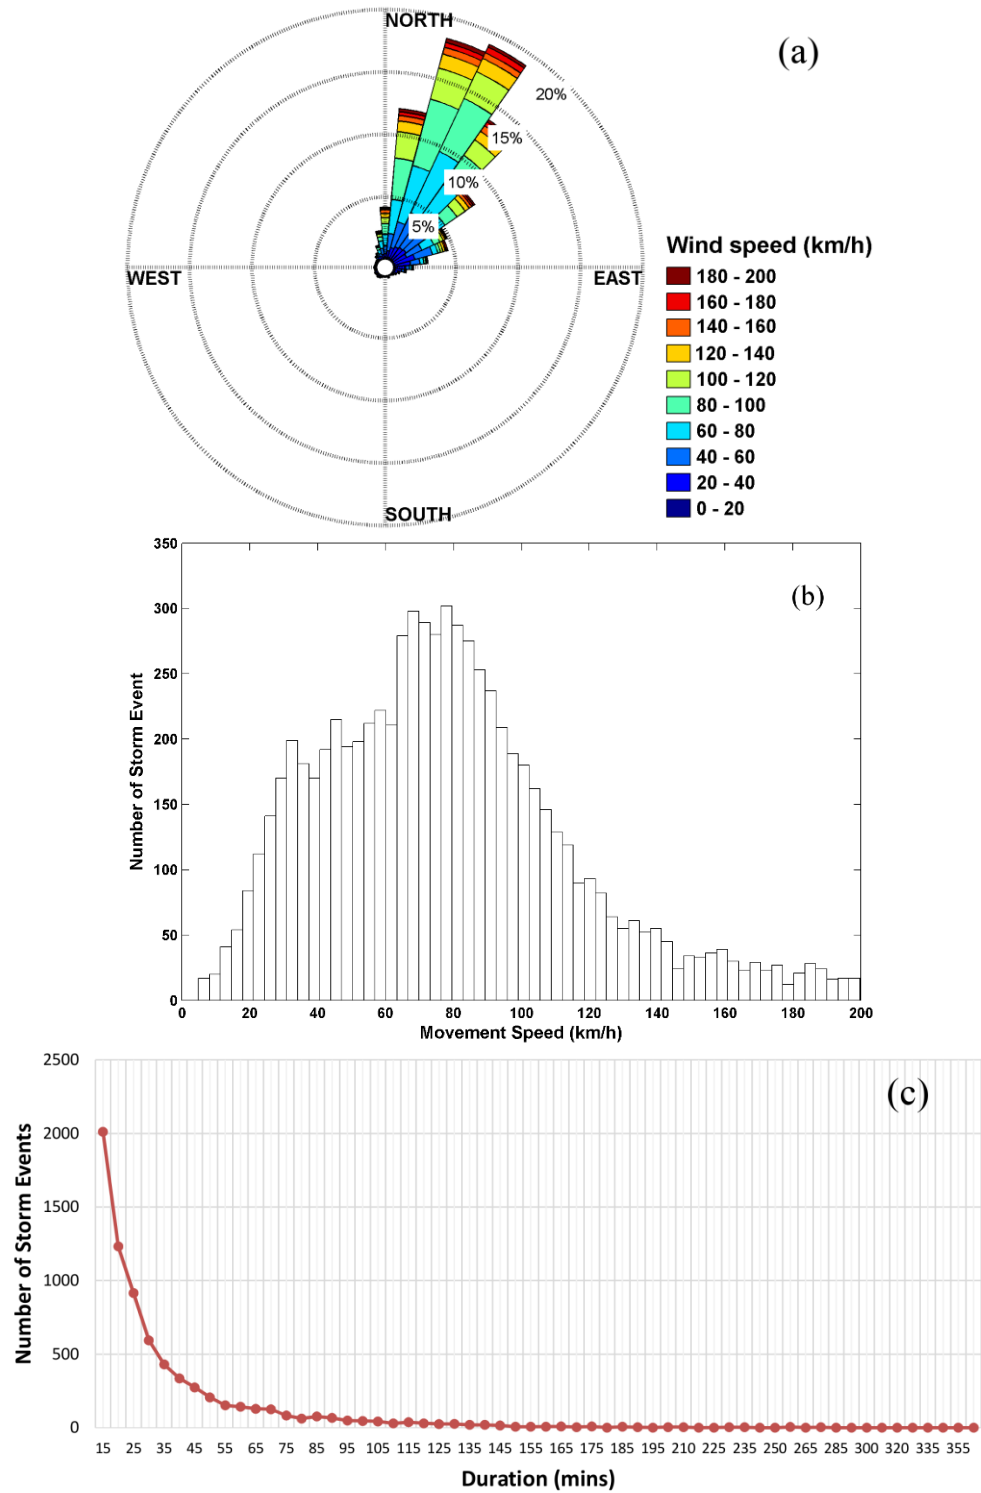 NORTH
(a)
20%
15%
10%
5%
WEST
EAST
SOUTH
Wind speed (km/h)
180 - 200
160 - 180
140 - 160
120 - 140
100 - 120
80 - 100
60 - 80
40 - 60
20 - 40
0 - 20
350
300
250
200
150
100
50
0
Number of Storm Event
(b)
0 20 40 60 80 100 120 140 160 180 200
Movement Speed (km/h)
2500
2000
1500
1000
500
0
Number of Storm Events
(c)
15 25 35 45 55 65 75 85 95 105 115 125 135 145 155 165 175 185 195 210 225 235 250 265 285 300 320 335 355
Duration (mins)